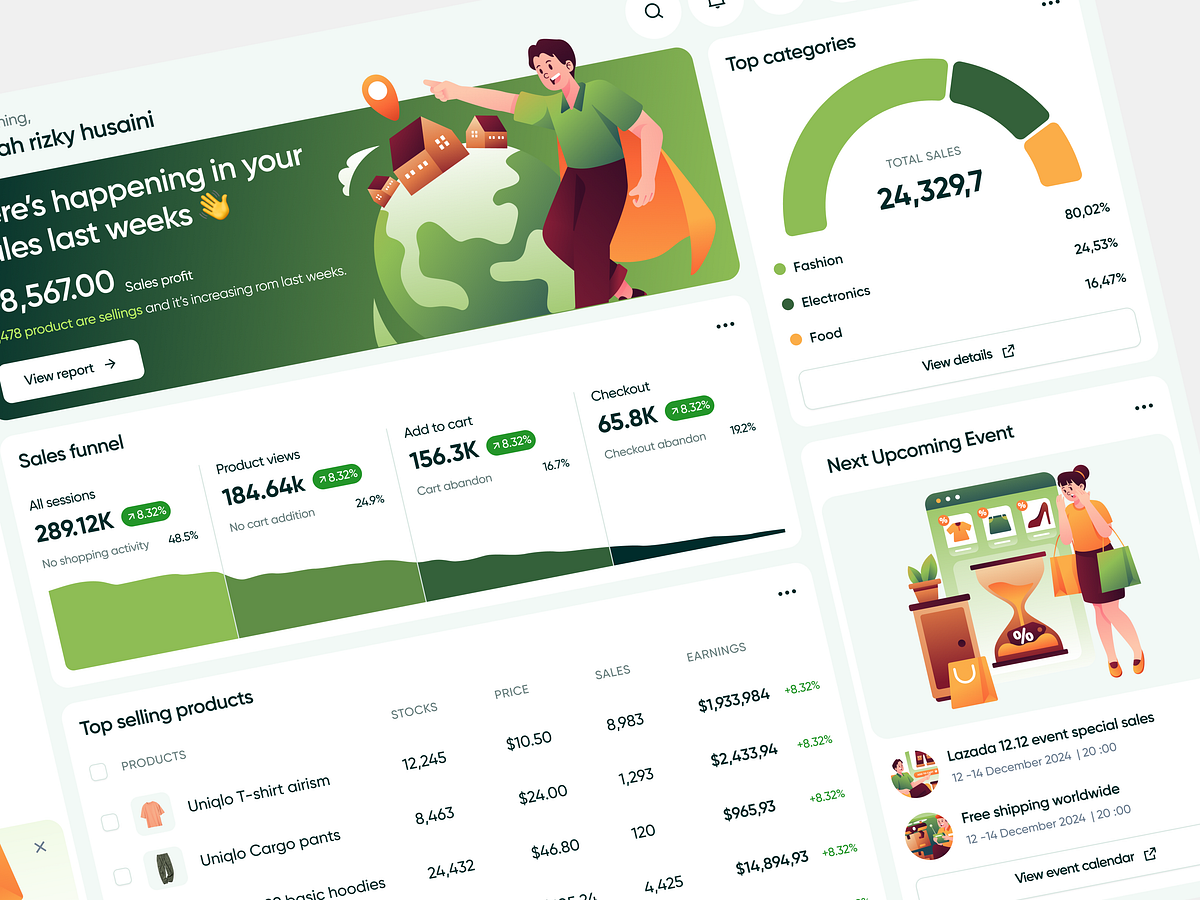 rizky husaini
happening in your
last weeks 👋
8,567.00 Sales profit
478 product are sellings and it's increasing rom last weeks.
View report
Top categories
TOTAL SALES
24,329,7
Fashion 80,02%
Electronics 24,53%
Food 16,47%
View details
Sales funnel
All sessions
289.12K 8.32%
No shopping activity 48.5%
Product views
184.64k 8.32%
No cart addition 24.9%
Add to cart
156.3K 8.32%
Cart abandon 16.7%
Checkout
65.8K 8.32%
Checkout abandon 19.2%
Next Upcoming Event
%
%
%
%
Lazada 12.12 event special sales
12 -14 December 2024 | 20 :00
Free shipping worldwide
12 -14 December 2024 | 20 :00
View event calendar
Top selling products
PRODUCTS STOCKS PRICE SALES EARNINGS
Uniqlo T-shirt airism 12,245 $10.50 8,983 $1,933,984 +8.32%
Uniqlo Cargo pants 8,463 $24.00 1,293 $2,433,94 +8.32%
basic hoodies 24,432 $46.80 120 $965,93 +8.32%
4,425 $14,894,93 +8.32%